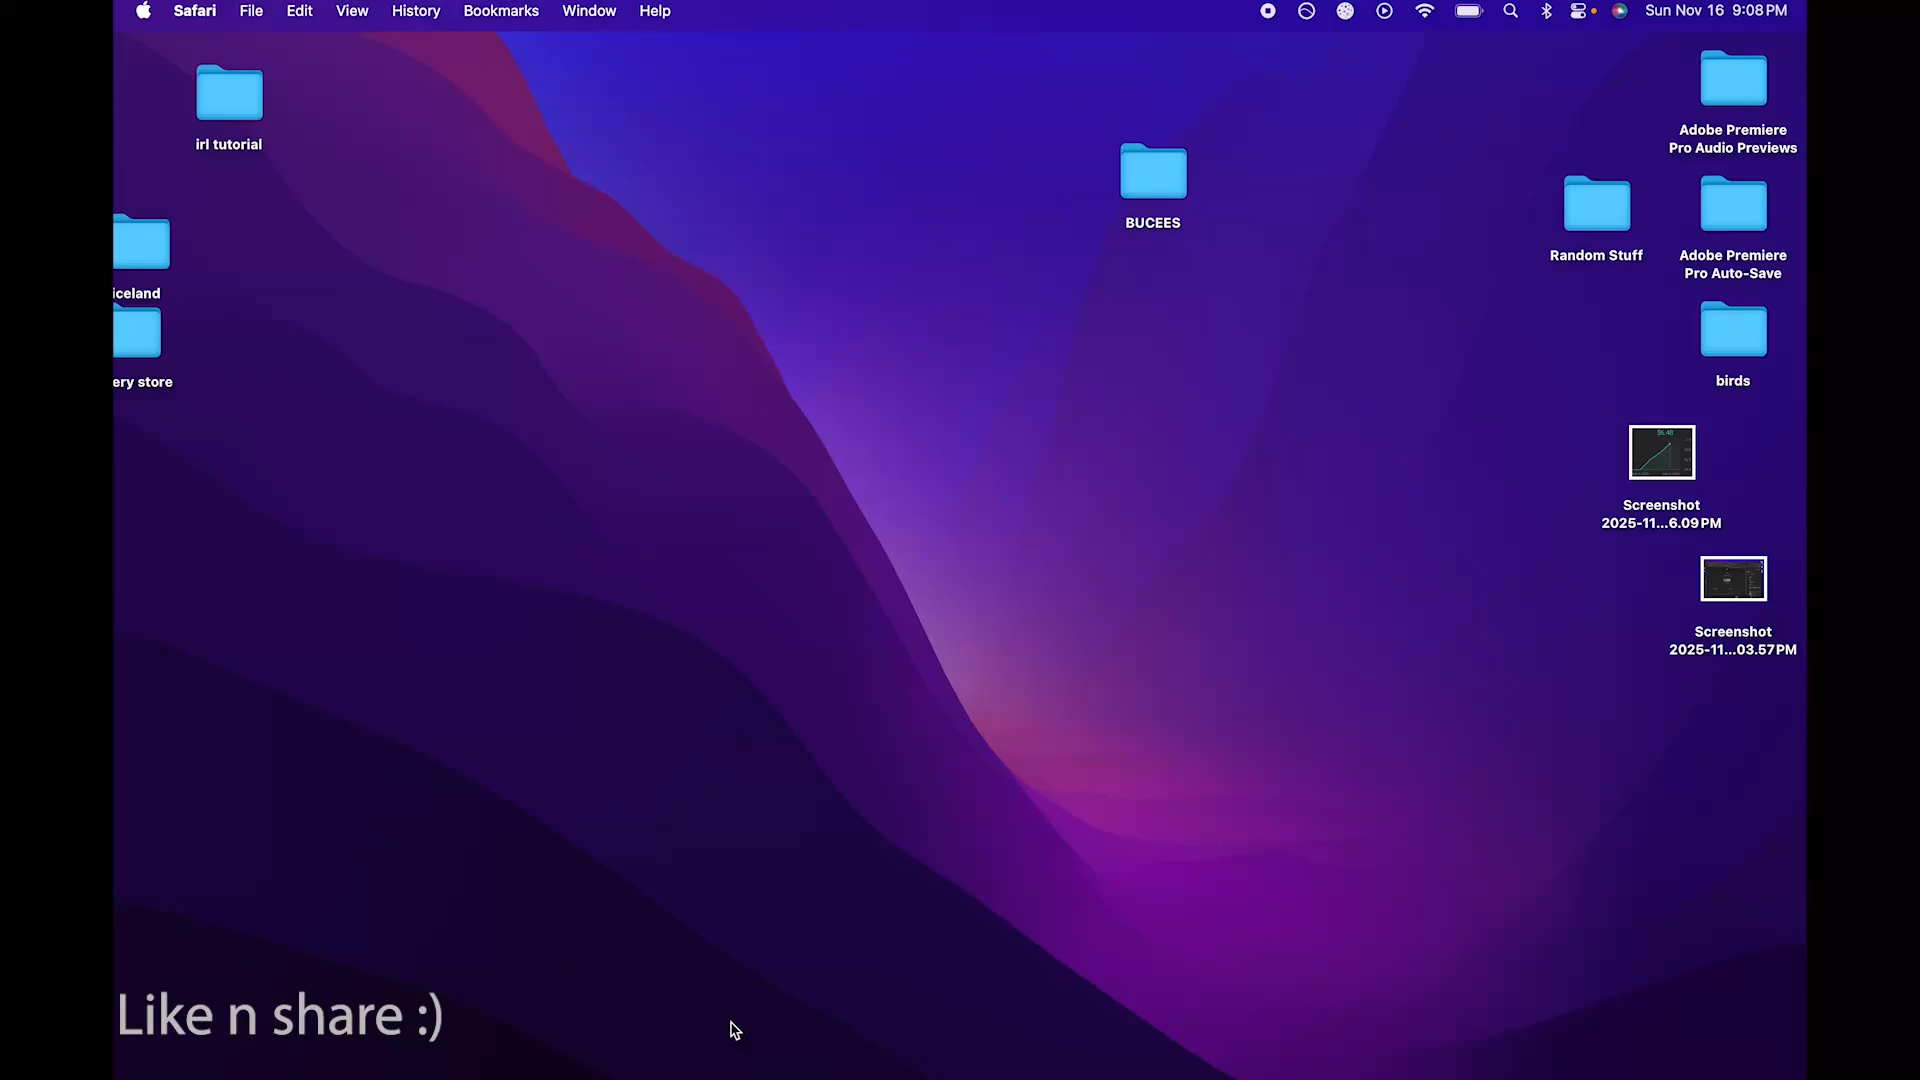 Safari File Edit View History Bookmarks Window Help Sun Nov 16 9:08 PM
irl tutorial
Adobe Premiere
Pro Audio Previews
BUCEES
Random Stuff
Adobe Premiere
Pro Auto-Save
iceland
ery store
birds
$6.48
Screenshot
2025-11...6.09 PM
Screenshot
2025-11...03.57 PM
Like n share :)